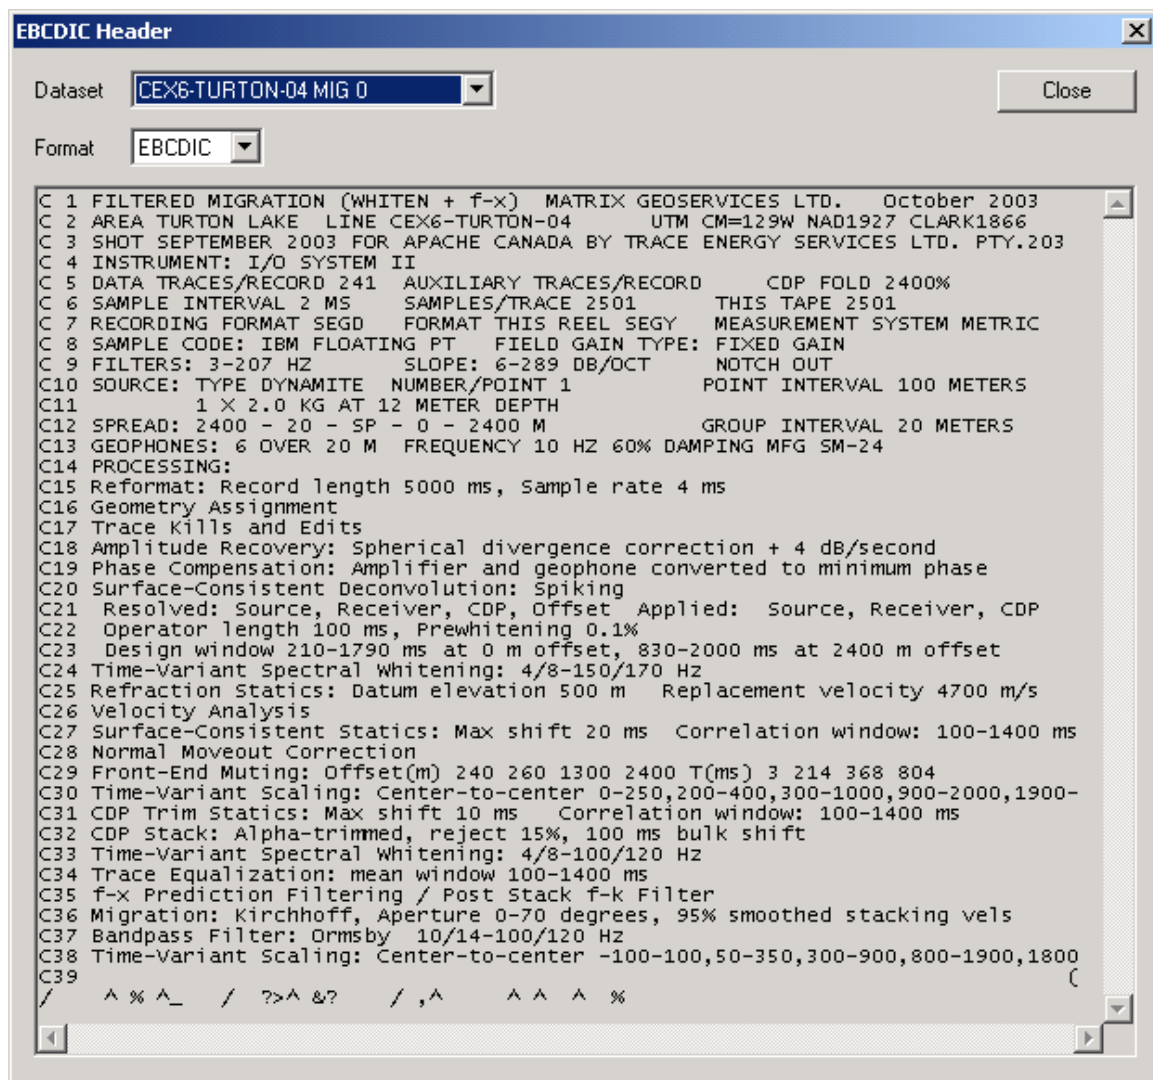 EBCDIC Header
Dataset CEX6-TURTON-04 MIG 0 Close
Format EBCDIC
C 1 FILTERED MIGRATION (WHITEN + f-x)  MATRIX GEOSERVICES LTD.   October 2003
C 2 AREA TURTON LAKE  LINE CEX6-TURTON-04      UTM CM=129W NAD1927 CLARK1866
C 3 SHOT SEPTEMBER 2003 FOR APACHE CANADA BY TRACE ENERGY SERVICES LTD. PTY.203
C 4 INSTRUMENT: I/O SYSTEM II
C 5 DATA TRACES/RECORD 241  AUXILIARY TRACES/RECORD     CDP FOLD 2400%
C 6 SAMPLE INTERVAL 2 MS    SAMPLES/TRACE 2501      THIS TAPE 2501
C 7 RECORDING FORMAT SEGD   FORMAT THIS REEL SEGY   MEASUREMENT SYSTEM METRIC
C 8 SAMPLE CODE: IBM FLOATING PT   FIELD GAIN TYPE: FIXED GAIN
C 9 FILTERS: 3-207 HZ       SLOPE: 6-289 DB/OCT     NOTCH OUT
C10 SOURCE: TYPE DYNAMITE  NUMBER/POINT 1          POINT INTERVAL 100 METERS
C11         1 X 2.0 KG AT 12 METER DEPTH
C12 SPREAD: 2400 - 20 - SP - 0 - 2400 M            GROUP INTERVAL 20 METERS
C13 GEOPHONES: 6 OVER 20 M  FREQUENCY 10 HZ 60% DAMPING MFG SM-24
C14 PROCESSING:
C15 Reformat: Record length 5000 ms, Sample rate 4 ms
C16 Geometry Assignment
C17 Trace Kills and Edits
C18 Amplitude Recovery: Spherical divergence correction + 4 dB/second
C19 Phase Compensation: Amplifier and geophone converted to minimum phase
C20 Surface-Consistent Deconvolution: Spiking
C21  Resolved: Source, Receiver, CDP, Offset  Applied:  Source, Receiver, CDP
C22  Operator length 100 ms, Prewhitening 0.1%
C23  Design window 210-1790 ms at 0 m offset, 830-2000 ms at 2400 m offset
C24 Time-Variant Spectral Whitening: 4/8-150/170 Hz
C25 Refraction Statics: Datum elevation 500 m   Replacement velocity 4700 m/s
C26 Velocity Analysis
C27 Surface-Consistent Statics: Max shift 20 ms  Correlation window: 100-1400 ms
C28 Normal Moveout Correction
C29 Front-End Muting: Offset(m) 240 260 1300 2400 T(ms) 3 214 368 804
C30 Time-Variant Scaling: Center-to-center 0-250,200-400,300-1000,900-2000,1900-
C31 CDP Trim Statics: Max shift 10 ms   Correlation window: 100-1400 ms
C32 CDP Stack: Alpha-trimmed, reject 15%, 100 ms bulk shift
C33 Time-Variant Spectral Whitening: 4/8-100/120 Hz
C34 Trace Equalization: mean window 100-1400 ms
C35 f-x Prediction Filtering / Post Stack f-k Filter
C36 Migration: Kirchhoff, Aperture 0-70 degrees, 95% smoothed stacking vels
C37 Bandpass Filter: Ormsby  10/14-100/120 Hz
C38 Time-Variant Scaling: Center-to-center -100-100,50-350,300-900,800-1900,1800
C39                                                                            (
/    ^ % ^_   /  ?>^ &?    / ,^     ^ ^  ^  %